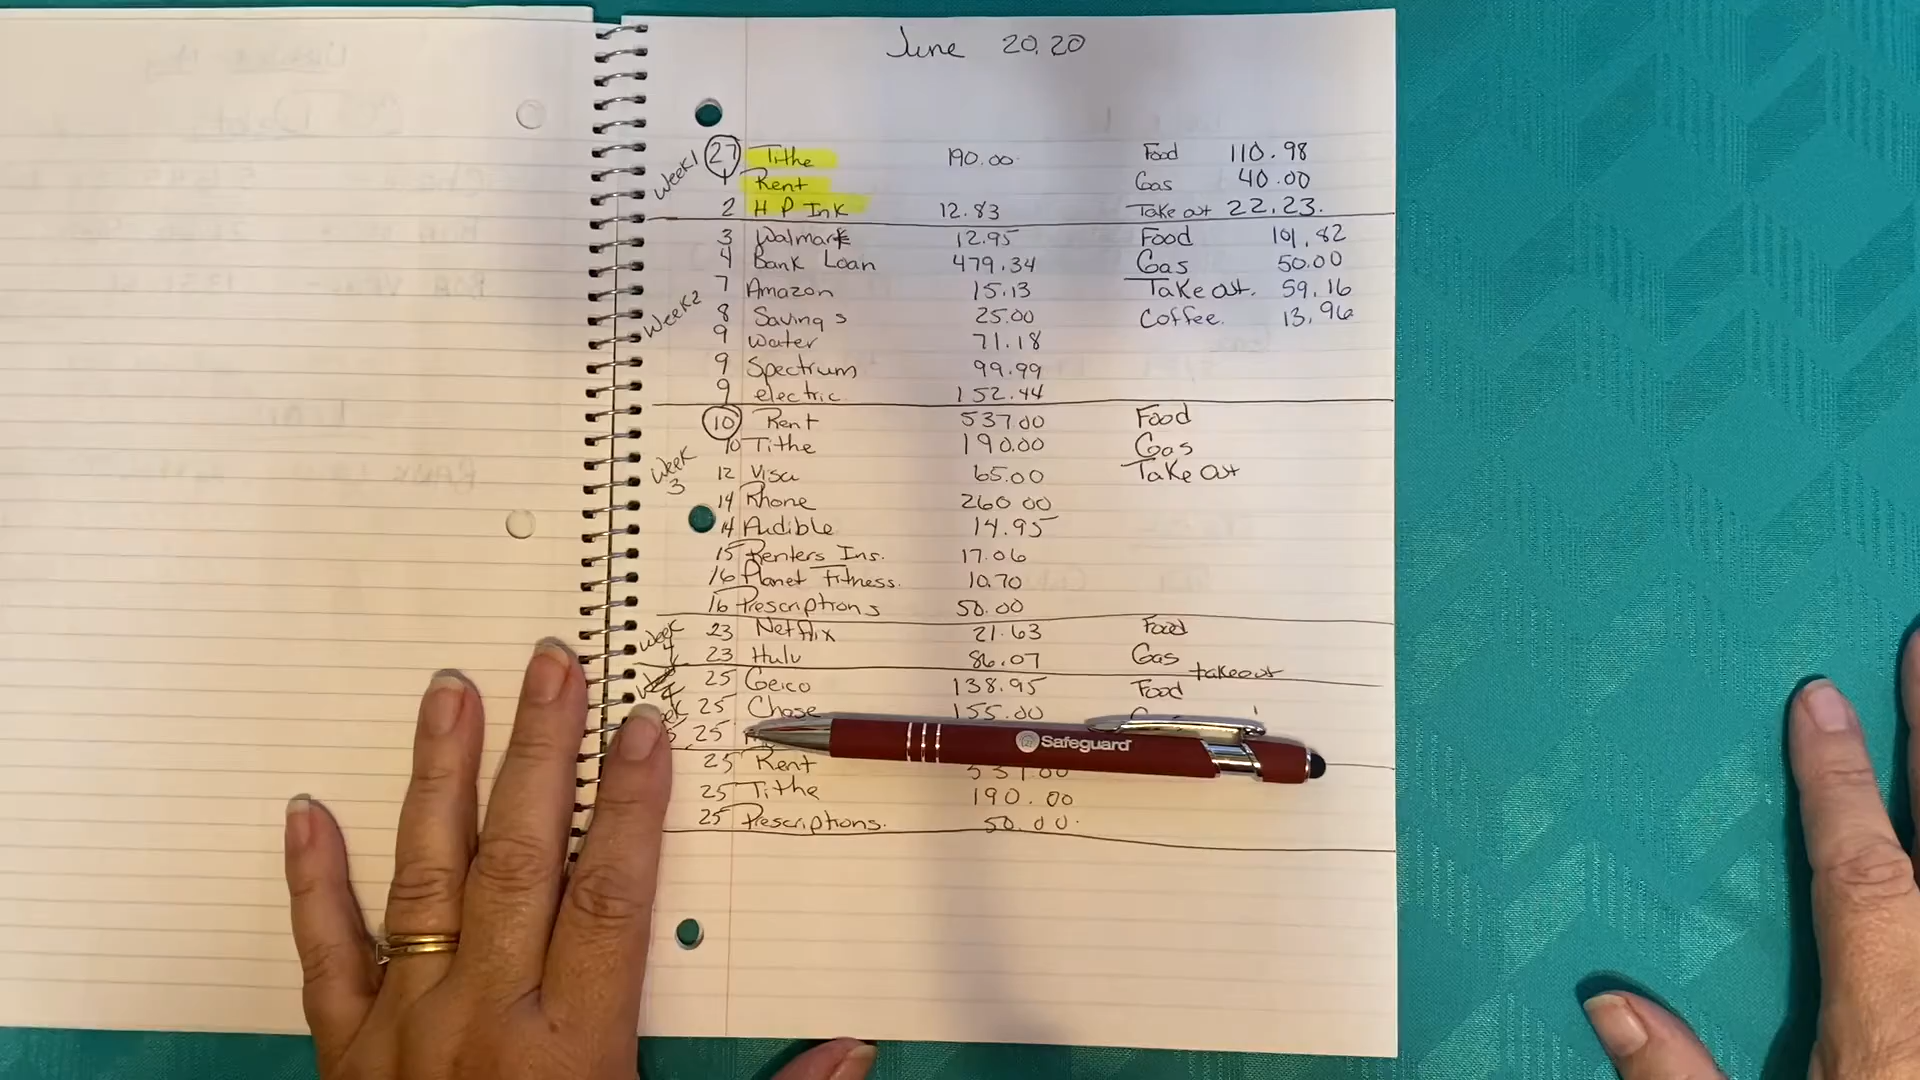 June 2020
Week1 27 Tithe 190.00 Food 110.98
1 Rent Gas 40.00
2 HP Ink 12.83 Take out 22.23.
3 Walmart 12.95 Food 101.82
4 Bank Loan 479.34 Gas 50.00
7 Amazon 15.13 Take out. 59.16
Week2 8 Savings 25.00 Coffee. 13.96
9 Water 71.18
9 Spectrum 99.99
9 electric 152.44
10 Rent 537.00 Food
10 Tithe 190.00 Gas
Week 3 12 Visa 65.00 Take out
14 Phone 260.00
14 Audible 14.95
15 Renters Ins. 17.06
16 Planet Fitness. 10.70
16 Prescriptions 50.00
Week 4 23 Netflix 21.63 Food
23 Hulu 86.07 Gas takeout
25 Geico 138.95 Food
25 Chase 155.00
25
Safeguard
25 Rent 537.00
25 Tithe 190.00
25 Prescriptions. 50.00.